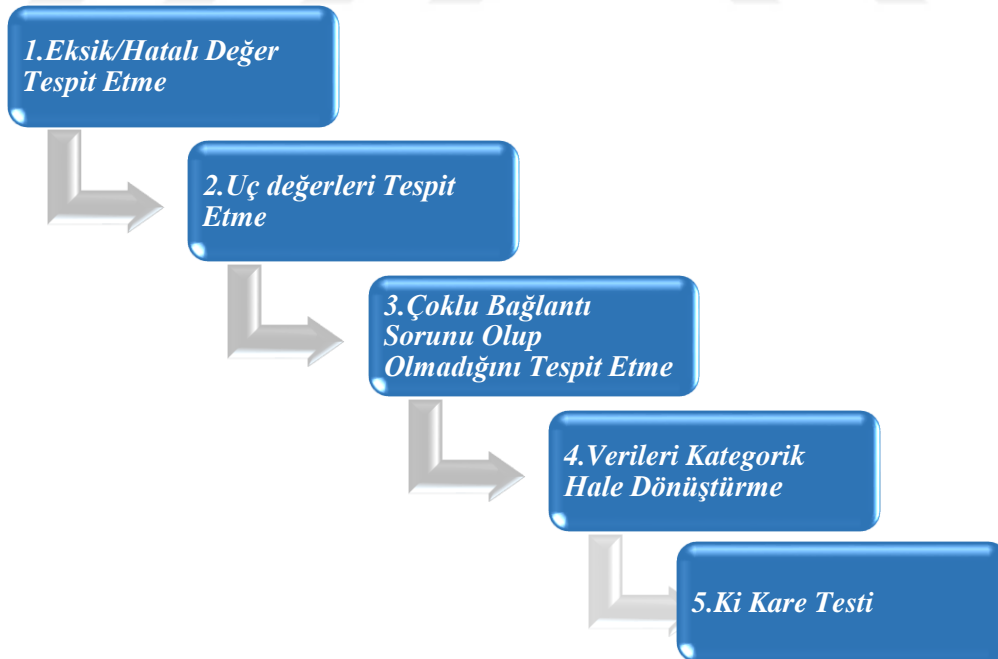 1.Eksik/Hatalı Değer
Tespit Etme
2.Uç değerleri Tespit
Etme
3.Çoklu Bağlantı
Sorunu Olup
Olmadığını Tespit Etme
4.Verileri Kategorik
Hale Dönüştürme
5.Ki Kare Testi